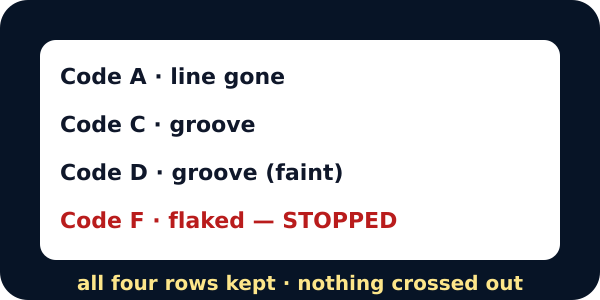 Code A · line gone
Code C · groove
Code D · groove (faint)
Code F · flaked — STOPPED
all four rows kept · nothing crossed out